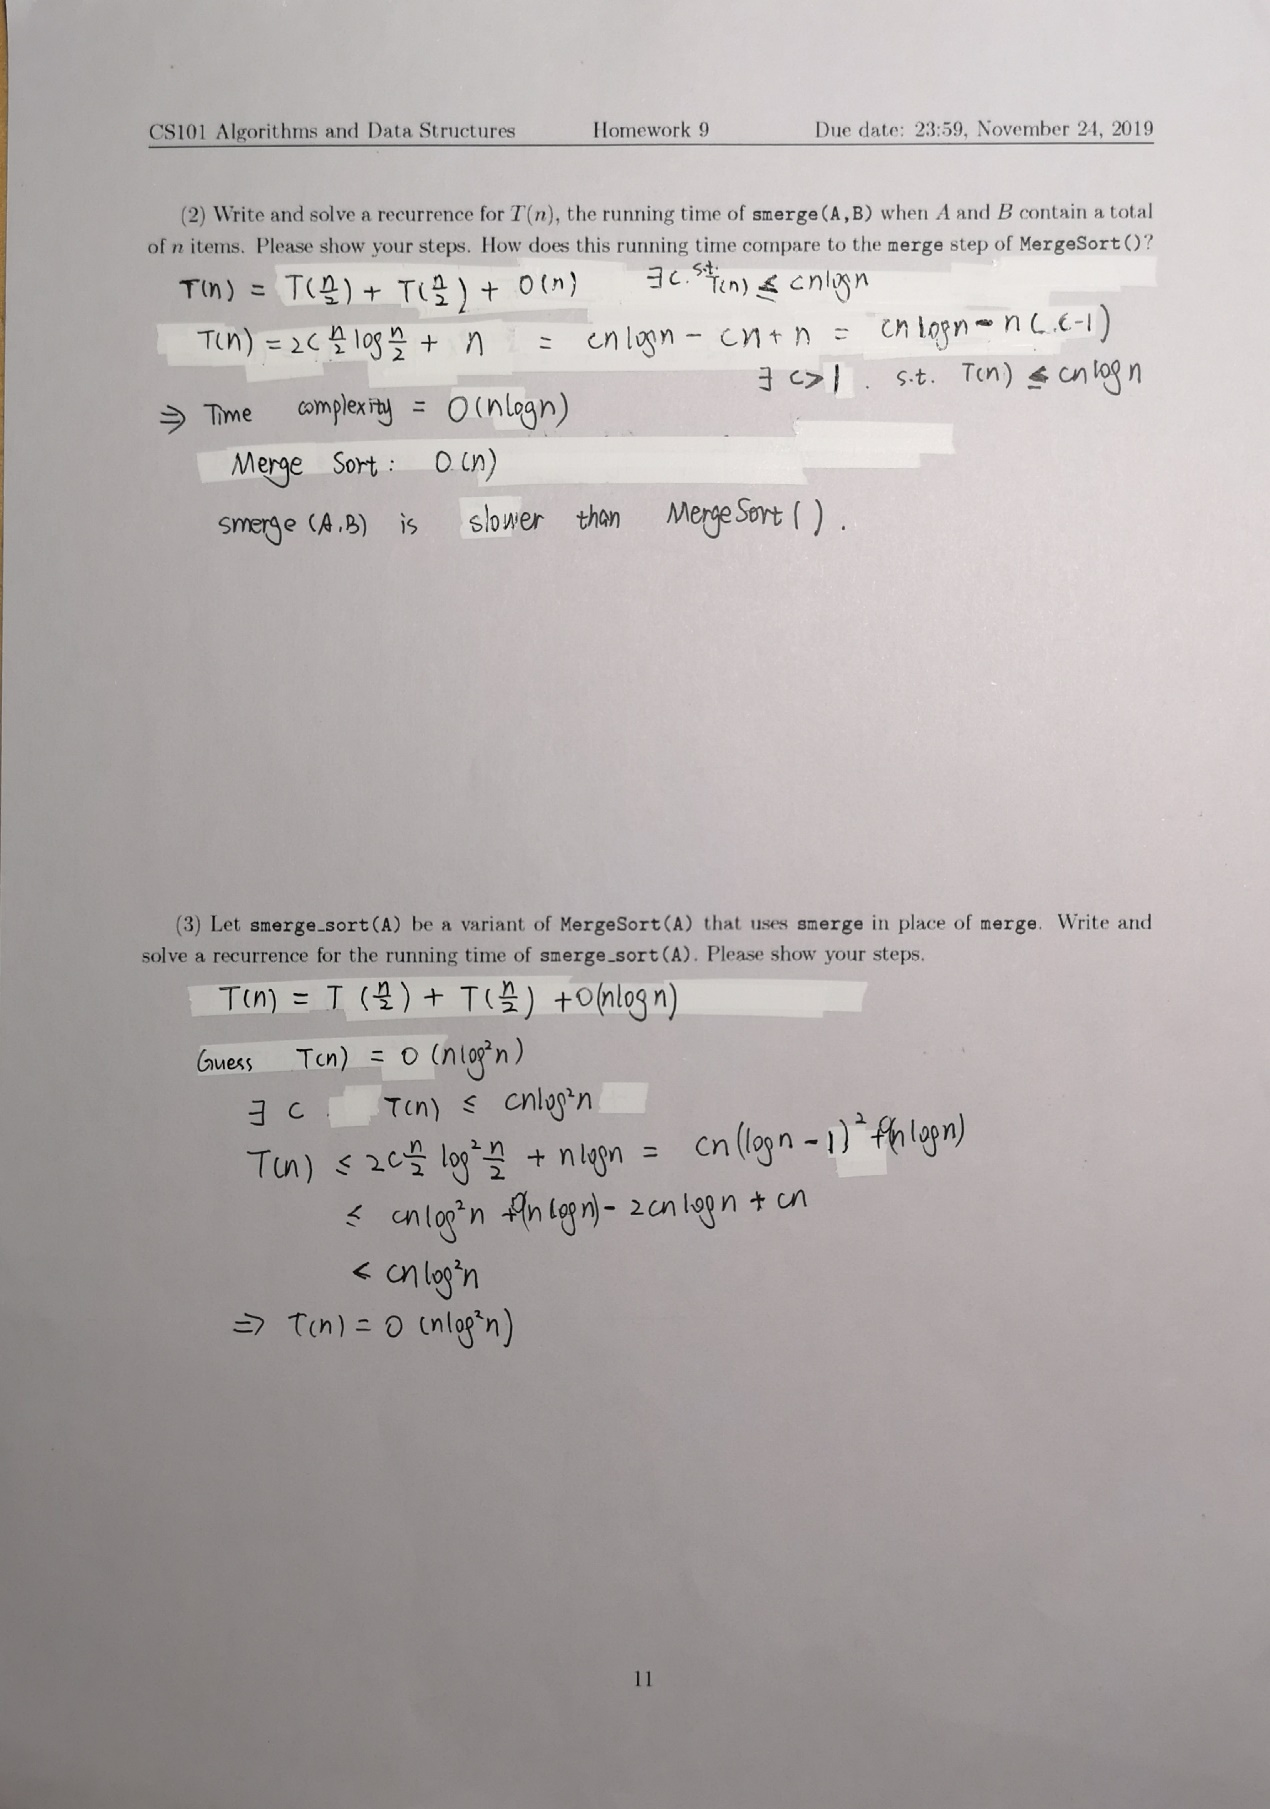 CS101 Algorithms and Data Structures Homework 9 Due date: 23:59, November 24, 2019
(2) Write and solve a recurrence for T(n), the running time of smerge(A,B) when A and B contain a total
of n items. Please show your steps. How does this running time compare to the merge step of MergeSort()?
T(n) = T(n/2) + T(n/2) + O(n) ∃c. s.t. T(n) ≤ cnlogn
T(n) = 2c n/2 log n/2 + n = cnlogn - cn + n = cnlogn - n(c-1)
∃ c>1. s.t. T(n) ≤ cnlogn
⇒ Time complexity = O(nlogn)
Merge Sort: O(n)
smerge (A.B) is slower than MergeSort().
(3) Let smerge_sort(A) be a variant of MergeSort(A) that uses smerge in place of merge. Write and
solve a recurrence for the running time of smerge_sort(A). Please show your steps.
T(n) = T(n/2) + T(n/2) + O(nlogn)
Guess T(n) = O(nlog²n)
∃ c. T(n) ≤ cnlog²n
T(n) ≤ 2c n/2 log² n/2 + nlogn = cn(logn - 1)² + O(nlogn)
≤ cnlog²n + O(nlogn) - 2cnlogn + cn
< cnlog²n
⇒ T(n) = O(nlog²n)
11